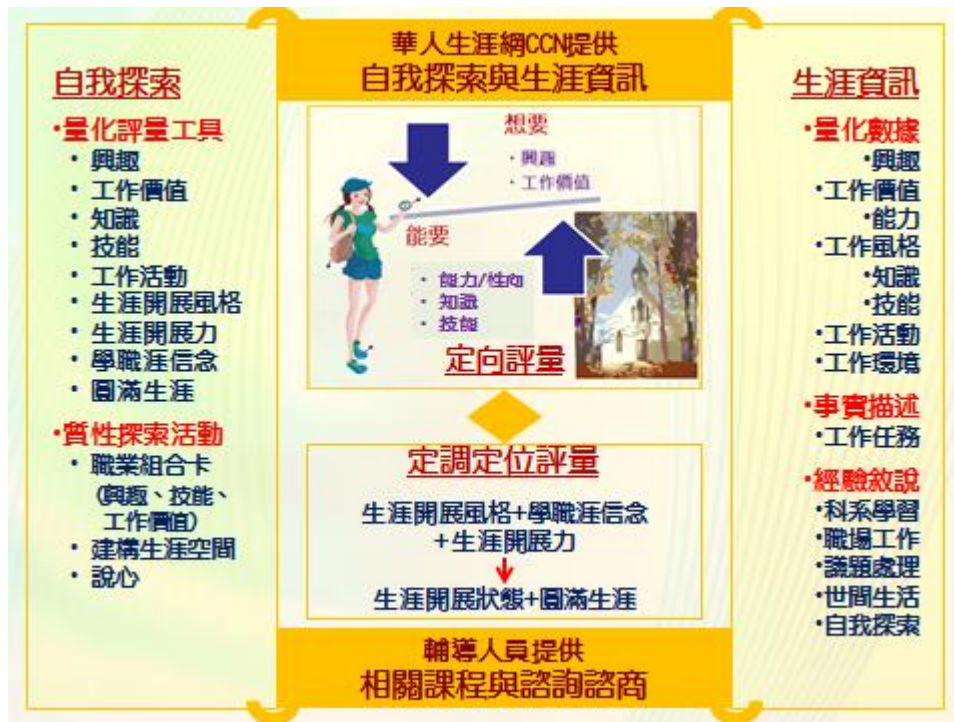 華人生涯網CCN提供
自我探索與生涯資訊
自我探索
•量化評量工具
• 興趣
• 工作價值
• 知識
• 技能
• 工作活動
• 生涯開展風格
• 生涯開展力
• 學職涯信念
• 圓滿生涯
•質性探索活動
• 職業組合卡
(興趣、技能、
工作價值)
• 建構生涯空間
• 說心
想要
• 興趣
• 工作價值
能要
• 能力/性向
• 知識
• 技能
定向評量
定調定位評量
生涯開展風格+學職涯信念
+生涯開展力
生涯開展狀態+圓滿生涯
輔導人員提供
相關課程與諮詢諮商
生涯資訊
•量化數據
•興趣
•工作價值
•能力
•工作風格
•知識
•技能
•工作活動
•工作環境
•事實描述
•工作任務
•經驗敘說
•科系學習
•職場工作
•議題處理
•世間生活
•自我探索